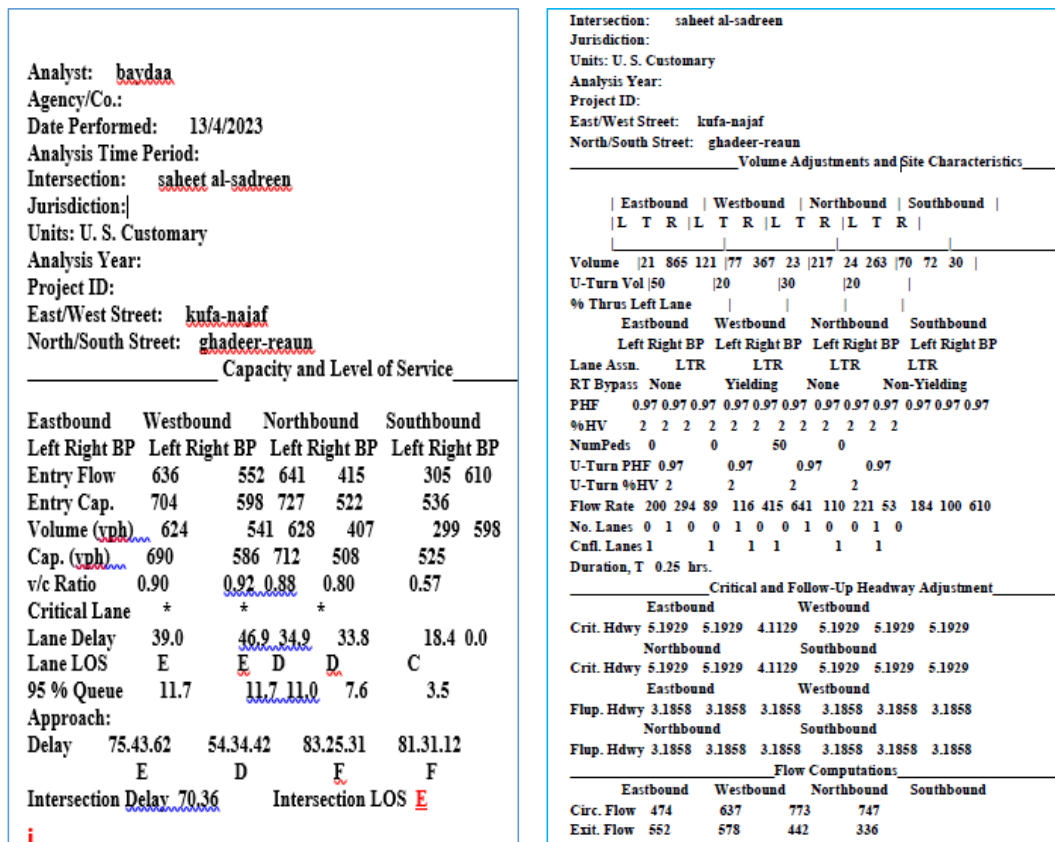 Analyst: baydaa
Agency/Co.:
Date Performed: 13/4/2023
Analysis Time Period:
Intersection: saheet al-sadreen
Jurisdiction:
Units: U. S. Customary
Analysis Year:
Project ID:
East/West Street: kufa-najaf
North/South Street: ghadeer-reaun
Capacity and Level of Service
Eastbound Westbound Northbound Southbound
Left Right BP Left Right BP Left Right BP Left Right BP
Entry Flow 636 552 641 415 305 610
Entry Cap. 704 598 727 522 536
Volume (vph) 624 541 628 407 299 598
Cap. (vph) 690 586 712 508 525
v/c Ratio 0.90 0.92 0.88 0.80 0.57
Critical Lane * * *
Lane Delay 39.0 46.9 34.9 33.8 18.4 0.0
Lane LOS E E D D C
95 % Queue 11.7 11.7 11.0 7.6 3.5
Approach:
Delay 75.43.62 54.34.42 83.25.31 81.31.12
E D F F
Intersection Delay 70.36 Intersection LOS E
i
Intersection: saheet al-sadreen
Jurisdiction:
Units: U. S. Customary
Analysis Year:
Project ID:
East/West Street: kufa-najaf
North/South Street: ghadeer-reaun
Volume Adjustments and Site Characteristics
| Eastbound | Westbound | Northbound | Southbound |
|L T R |L T R |L T R |L T R |
Volume |21 865 121 |77 367 23 |217 24 263 |70 72 30 |
U-Turn Vol |50 |20 |30 |20 |
% Thrus Left Lane | | | |
Eastbound Westbound Northbound Southbound
Left Right BP Left Right BP Left Right BP Left Right BP
Lane Assn. LTR LTR LTR LTR
RT Bypass None Yielding None Non-Yielding
PHF 0.97 0.97 0.97 0.97 0.97 0.97 0.97 0.97 0.97 0.97 0.97 0.97
%HV 2 2 2 2 2 2 2 2 2 2 2 2
NumPeds 0 0 50 0
U-Turn PHF 0.97 0.97 0.97 0.97
U-Turn %HV 2 2 2 2
Flow Rate 200 294 89 116 415 641 110 221 53 184 100 610
No. Lanes 0 1 0 0 1 0 0 1 0 0 1 0
Cnfl. Lanes 1 1 1 1 1 1
Duration, T 0.25 hrs.
Critical and Follow-Up Headway Adjustment
Eastbound Westbound
Crit. Hdwy 5.1929 5.1929 4.1129 5.1929 5.1929 5.1929
Northbound Southbound
Crit. Hdwy 5.1929 5.1929 4.1129 5.1929 5.1929 5.1929
Eastbound Westbound
Flup. Hdwy 3.1858 3.1858 3.1858 3.1858 3.1858 3.1858
Northbound Southbound
Flup. Hdwy 3.1858 3.1858 3.1858 3.1858 3.1858 3.1858
Flow Computations
Eastbound Westbound Northbound Southbound
Circ. Flow 474 637 773 747
Exit. Flow 552 578 442 336